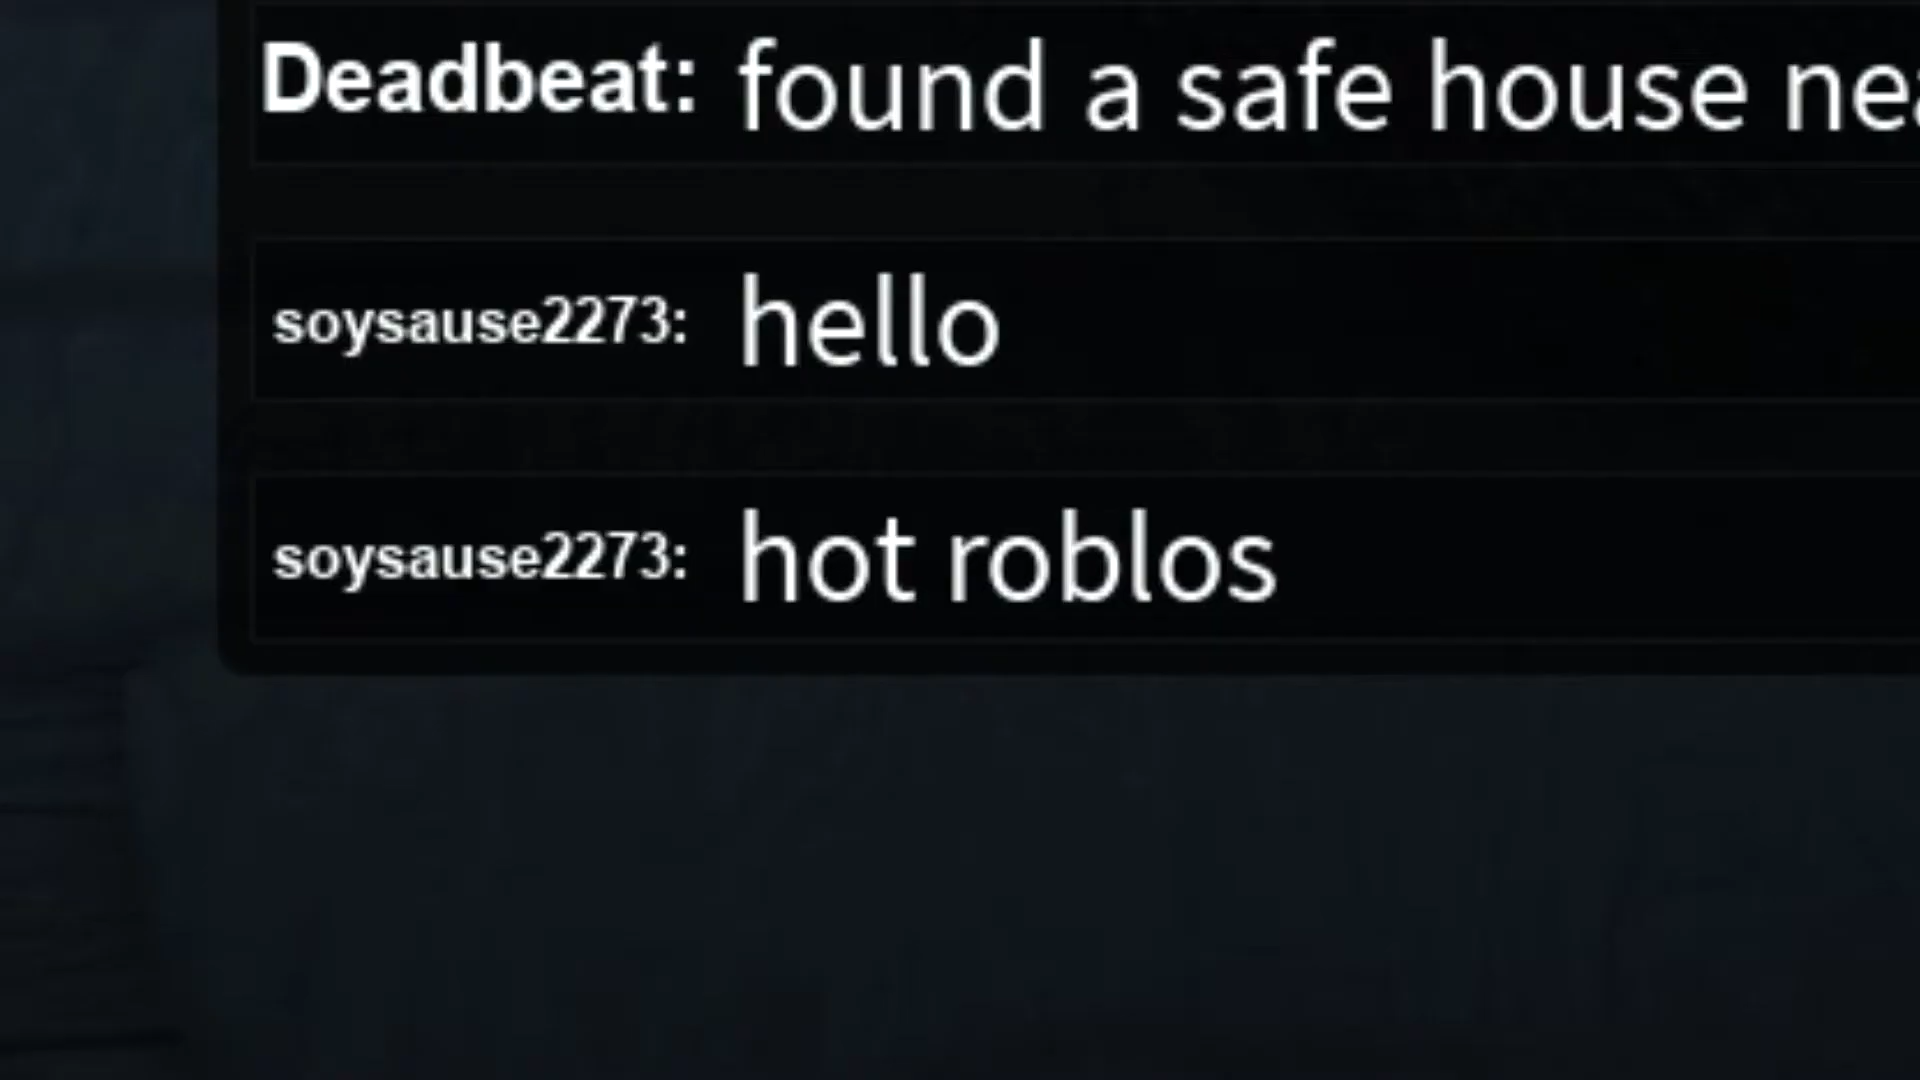 Deadbeat: found a safe house
soysause2273: hello
soysause2273: hot roblos